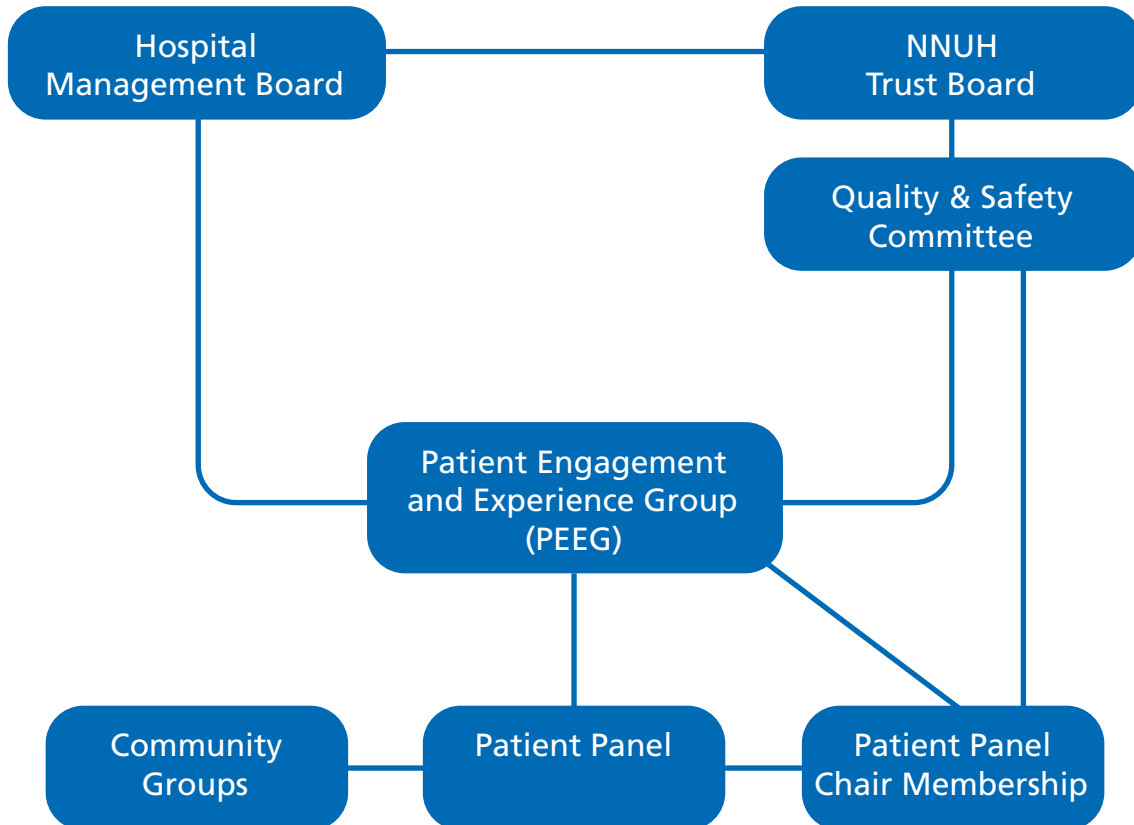 Hospital
Management Board
NNUH
Trust Board
Quality & Safety
Committee
Patient Engagement
and Experience Group
(PEEG)
Community
Groups
Patient Panel
Patient Panel
Chair Membership